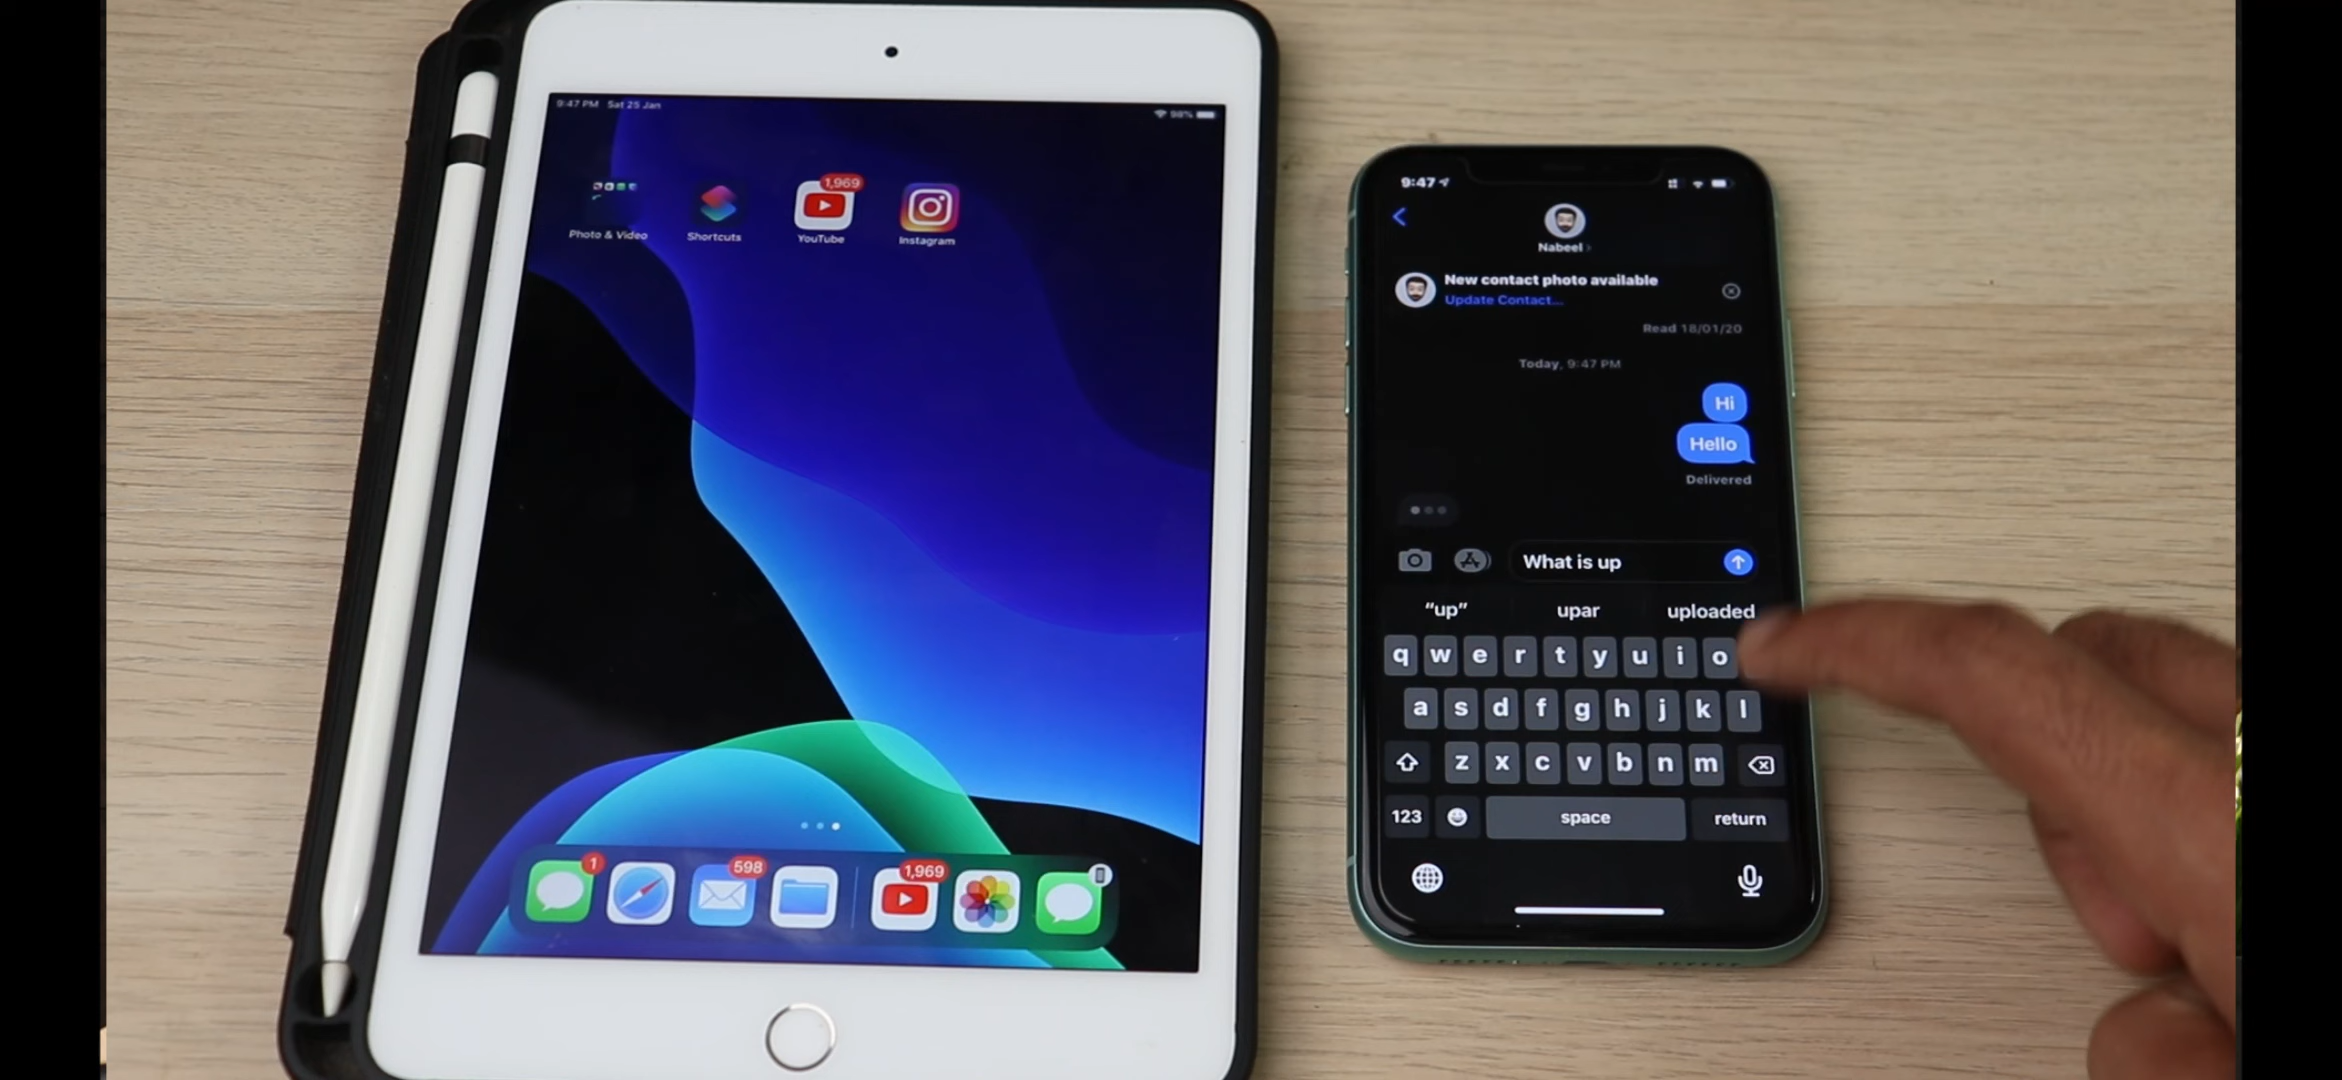 9:47 PM Sat 25 Jan
98%
1,969
Photo & Video
Shortcuts
YouTube
Instagram
1
598
1,969
9:47
Nabeel
New contact photo available
Update Contact...
Read 18/01/20
Today, 9:47 PM
Hi
Hello
Delivered
What is up
“up” upar uploaded
q w e r t y u i o
a s d f g h j k l
z x c v b n m
123 space return